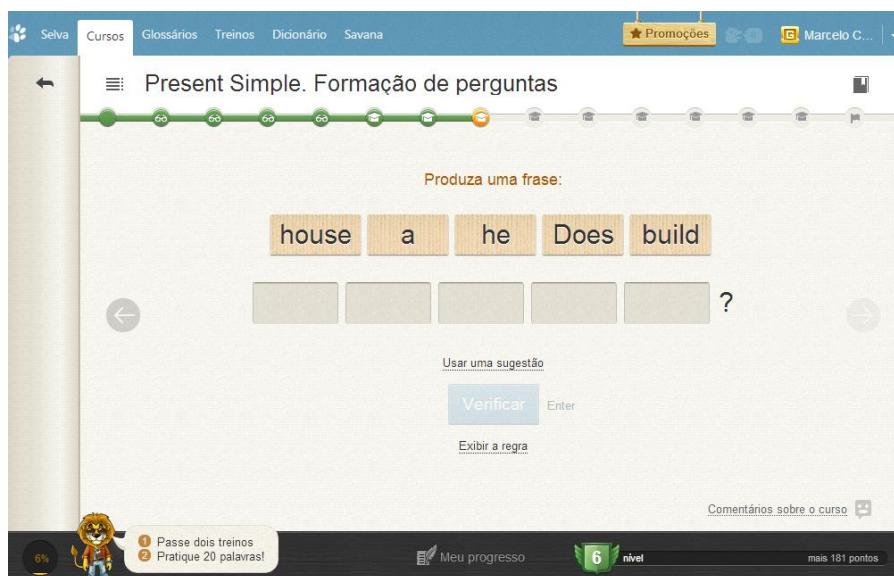 Selva Cursos Glossários Treinos Dicionário Savana Promoções Marcelo C...
Present Simple. Formação de perguntas
Produza uma frase:
house a he Does build
?
Usar uma sugestão
Verificar Enter
Exibir a regra
Comentários sobre o curso
1 Passe dois treinos
2 Pratique 20 palavras!
6% Meu progresso 6 nível mais 181 pontos